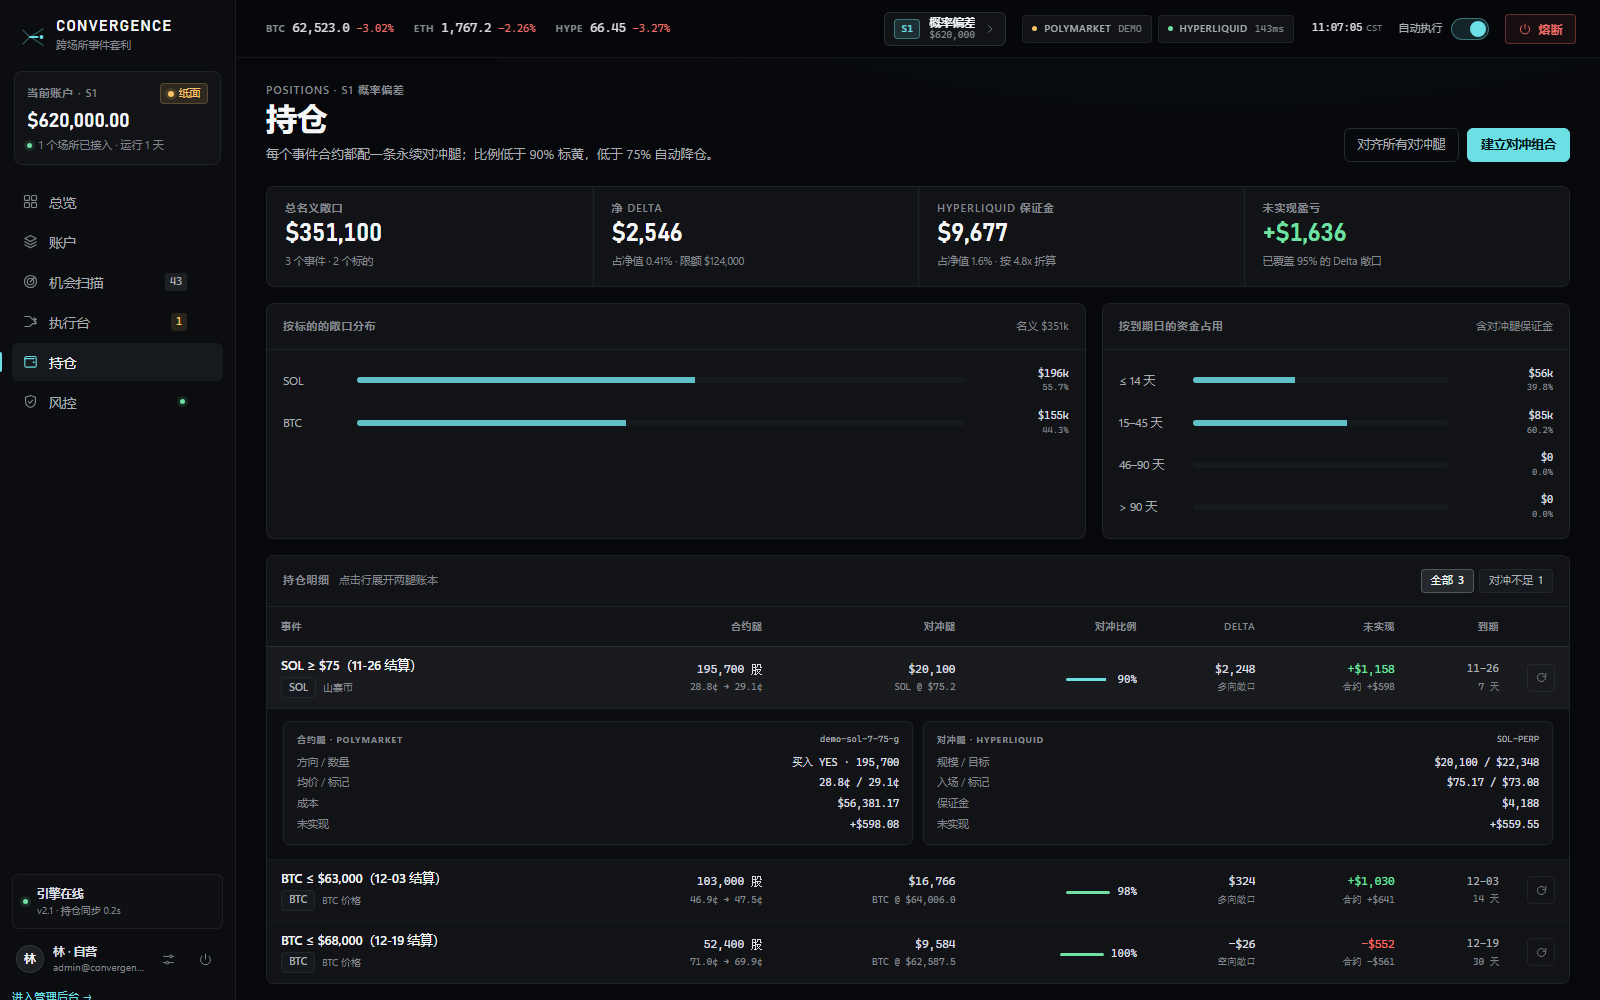 CONVERGENCE
跨场所事件套利
BTC 62,523.0 -3.02% ETH 1,767.2 -2.26% HYPE 66.45 -3.27%
S1 概率偏差 $620,000
POLYMARKET DEMO
HYPERLIQUID 143ms
11:07:05 CST
自动执行
熔断
当前账户 · S1
纸面
$620,000.00
1 个场所已接入 · 运行 1 天
总览
账户
机会扫描 43
执行台 1
持仓
风控
引擎在线
v2.1 · 持仓同步 0.2s
林
林 · 自营
admin@convergen...
进入管理后台 →
POSITIONS · S1 概率偏差
持仓
每个事件合约都配一条永续对冲腿；比例低于 90% 标黄，低于 75% 自动降仓。
对齐所有对冲腿
建立对冲组合
总名义敞口
$351,100
3 个事件 · 2 个标的
净 DELTA
$2,546
占净值 0.41% · 限额 $124,000
HYPERLIQUID 保证金
$9,677
占净值 1.6% · 按 4.8x 折算
未实现盈亏
+$1,636
已覆盖 95% 的 Delta 敞口
按标的的敞口分布 名义 $351k
SOL $196k
55.7%
BTC $155k
44.3%
按到期日的资金占用 含对冲腿保证金
≤ 14 天 $56k
39.8%
15–45 天 $85k
60.2%
46–90 天 $0
0.0%
> 90 天 $0
0.0%
持仓明细 点击行展开两腿账本
全部 3 对冲不足 1
事件 合约腿 对冲腿 对冲比例 DELTA 未实现 到期
SOL ≥ $75（11-26 结算） 195,700 股 $20,100 90% $2,248 +$1,158 11-26
SOL 山寨币 28.8¢ → 29.1¢ SOL @ $75.2 多向敞口 合约 +$598 7 天
合约腿 · POLYMARKET demo-sol-7-75-g
方向 / 数量 买入 YES · 195,700
均价 / 标记 28.8¢ / 29.1¢
成本 $56,381.17
未实现 +$598.08
对冲腿 · HYPERLIQUID SOL-PERP
规模 / 目标 $20,100 / $22,348
入场 / 标记 $75.17 / $73.08
保证金 $4,188
未实现 +$559.55
BTC ≤ $63,000（12-03 结算） 103,000 股 $16,766 98% $324 +$1,030 12-03
BTC BTC 价格 46.9¢ → 47.5¢ BTC @ $64,006.0 多向敞口 合约 +$641 14 天
BTC ≤ $68,000（12-19 结算） 52,400 股 $9,584 100% −$26 −$552 12-19
BTC BTC 价格 71.0¢ → 69.9¢ BTC @ $62,587.5 空向敞口 合约 −$561 30 天